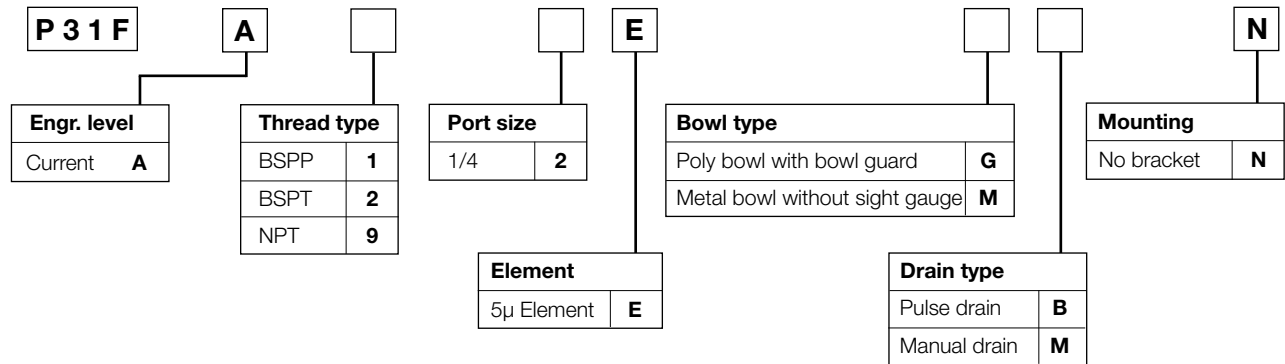 P 3 1 F A E N
Engr. level
Current A
Thread type
BSPP 1
BSPT 2
NPT 9
Port size
1/4 2
Element
5μ Element E
Bowl type
Poly bowl with bowl guard G
Metal bowl without sight gauge M
Drain type
Pulse drain B
Manual drain M
Mounting
No bracket N